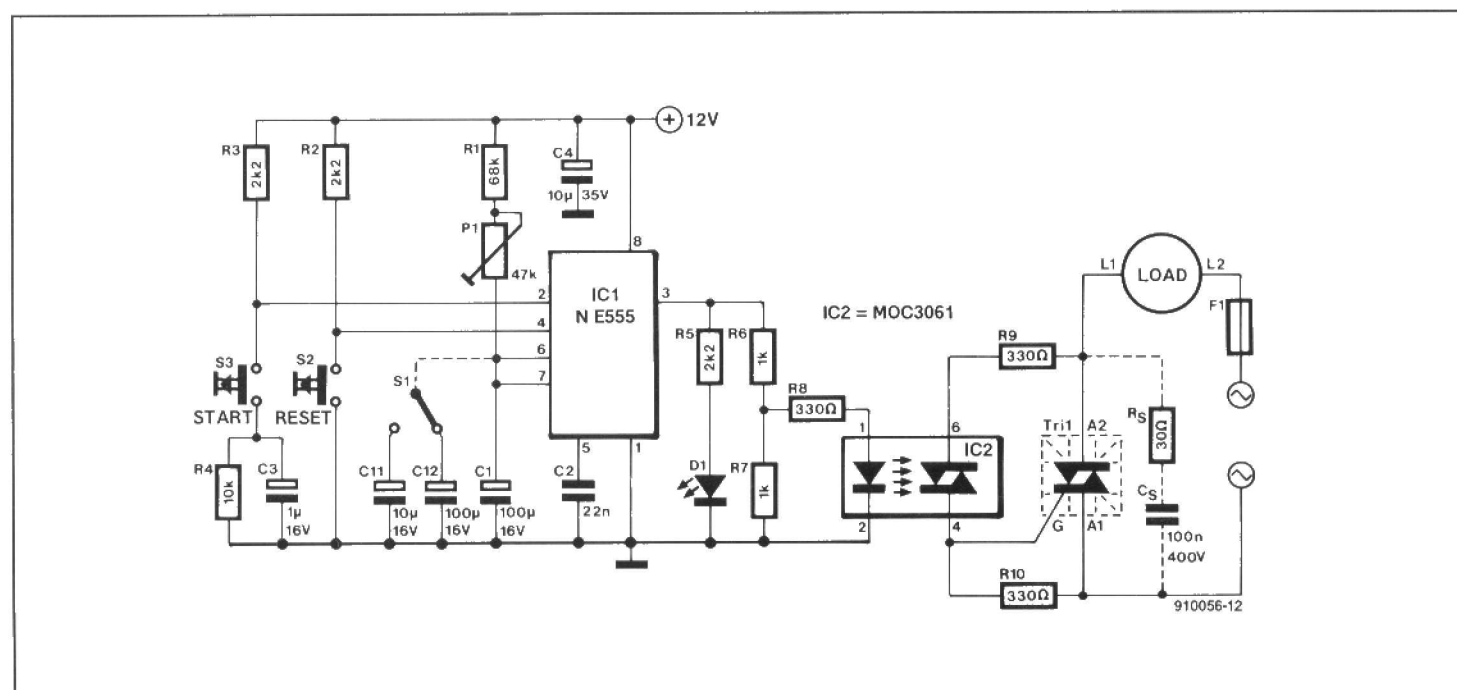 12V
R3
2k2
R2
2k2
R1
68k
C4
10µ 35V
P1
47k
8
2
4
6
7
3
5
1
IC1
N E555
IC2 = MOC3061
L1
LOAD
L2
F1
R5
2k2
R6
1k
R9
330Ω
S3
START
S2
RESET
S1
R8
330Ω
RS
30Ω
Tri1
A2
1
6
IC2
R4
10k
C3
1µ
16V
C11
10µ
16V
C12
100µ
16V
C1
100µ
16V
C2
22n
D1
R7
1k
2
4
G
A1
CS
100n
400V
R10
330Ω
910056-12